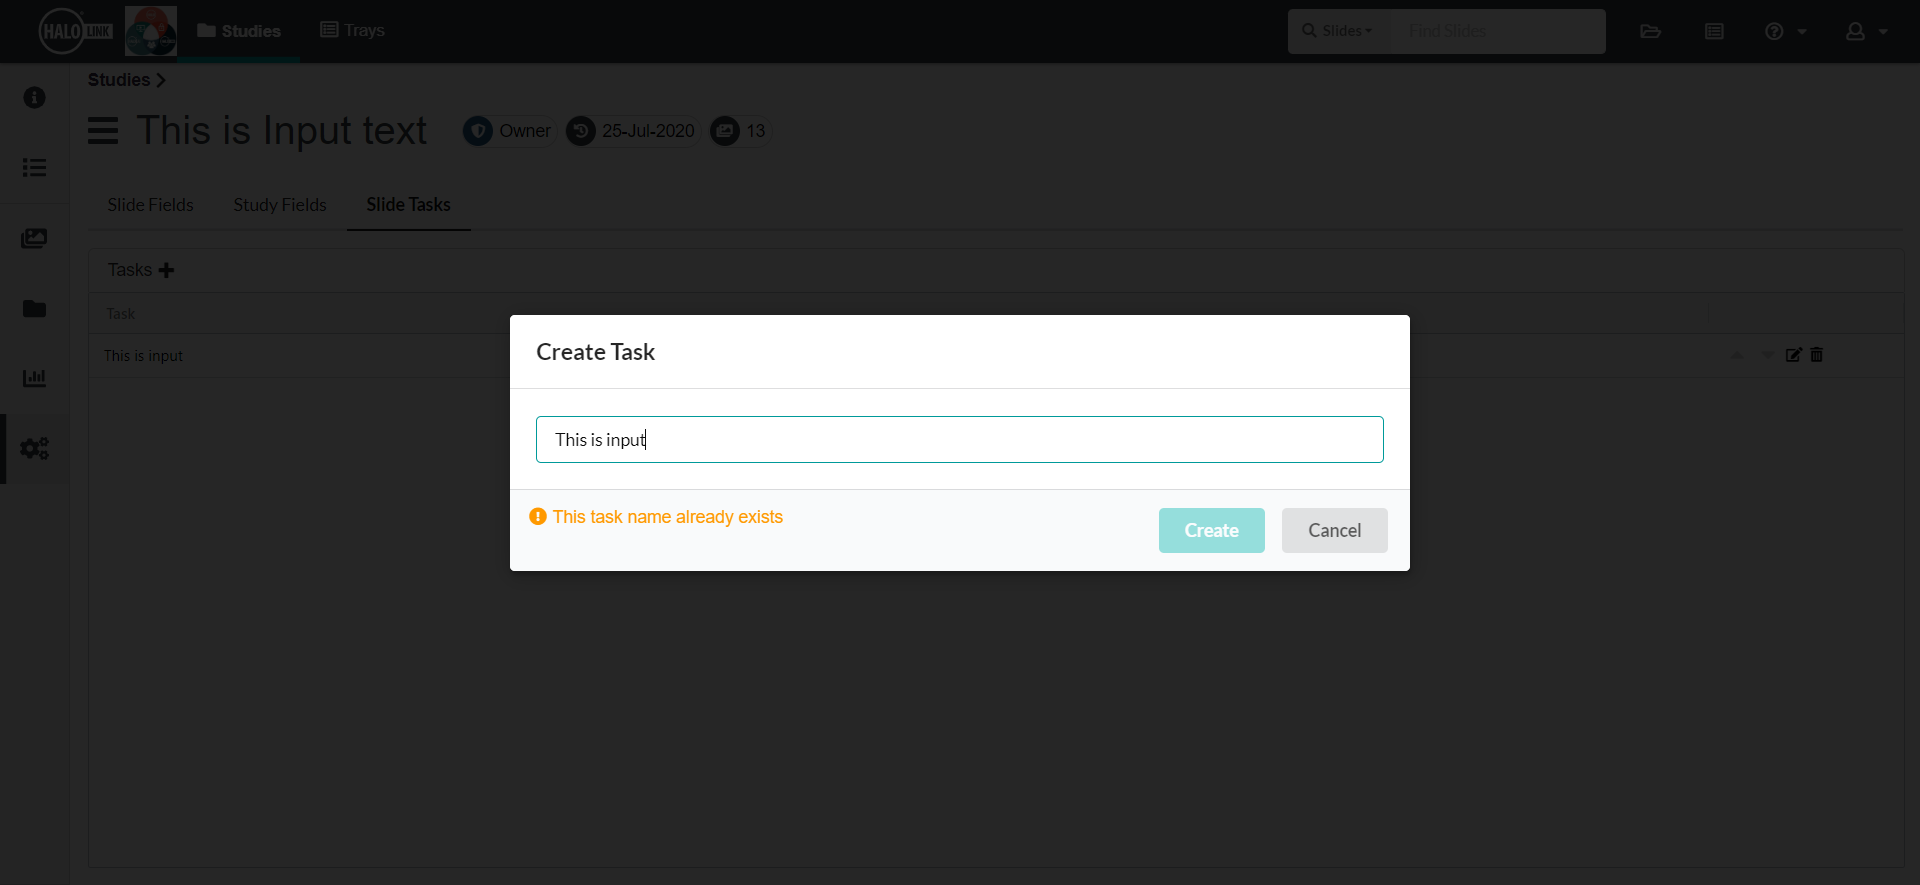 HALO LINK
Studies
Trays
Slides
Find Slides
Studies
This is Input text
Owner
25-Jul-2020
13
Slide Fields
Study Fields
Slide Tasks
Tasks
Task
This is input
Create Task
This is input
This task name already exists
Create
Cancel